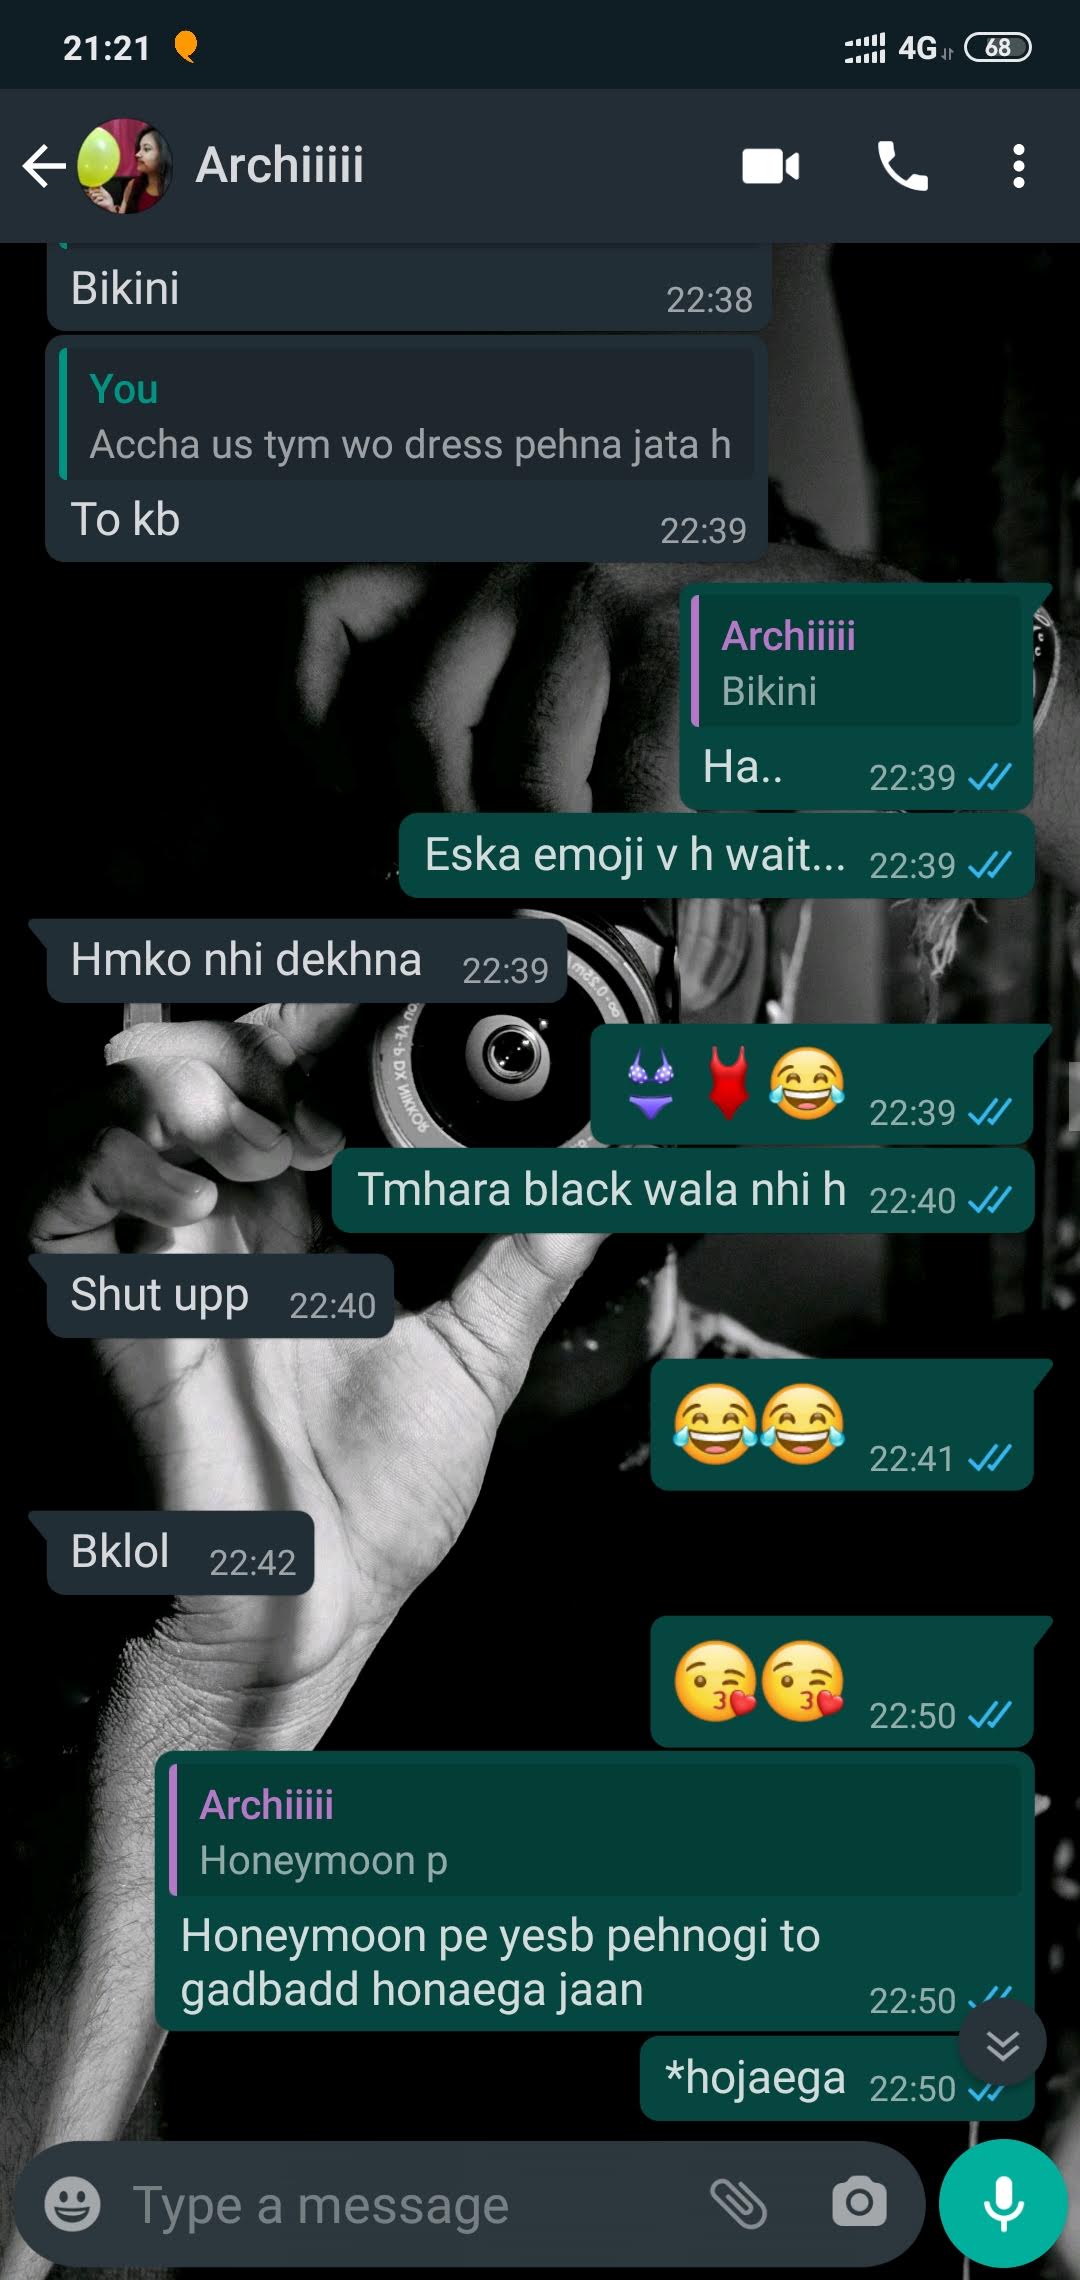 21:21
4G 68
Archiiiii
Bikini
22:38
You
Accha us tym wo dress pehna jata h
To kb
22:39
Archiiiii
Bikini
Ha..
22:39
Eska emoji v h wait...
22:39
Hmko nhi dekhna
22:39
👙 🩱 😂
22:39
Tmhara black wala nhi h
22:40
Shut upp
22:40
😂😂
22:41
Bklol
22:42
😘😘
22:50
Archiiiii
Honeymoon p
Honeymoon pe yesb pehnogi to
gadbadd honaega jaan
22:50
*hojaega
22:50
Type a message